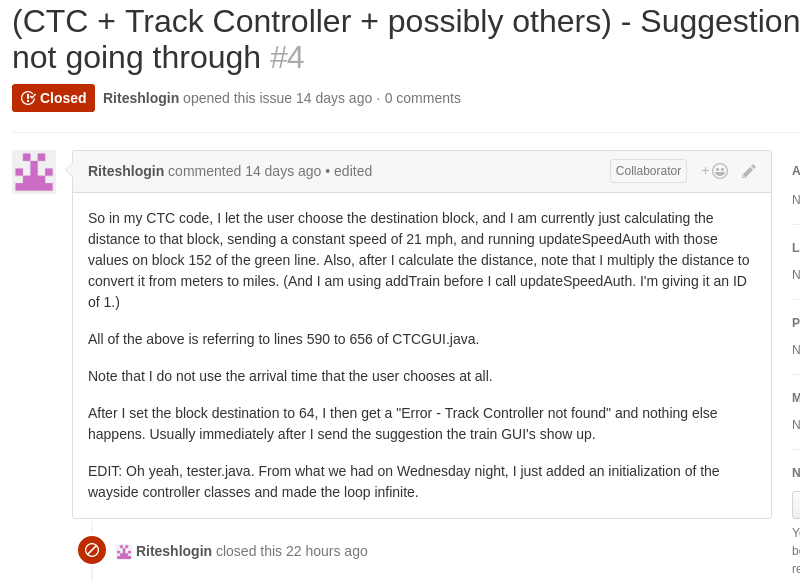 (CTC + Track Controller + possibly others) - Suggestion
not going through #4
Closed Riteshlogin opened this issue 14 days ago · 0 comments
Riteshlogin commented 14 days ago • edited
Collaborator
So in my CTC code, I let the user choose the destination block, and I am currently just calculating the
distance to that block, sending a constant speed of 21 mph, and running updateSpeedAuth with those
values on block 152 of the green line. Also, after I calculate the distance, note that I multiply the distance to
convert it from meters to miles. (And I am using addTrain before I call updateSpeedAuth. I'm giving it an ID
of 1.)
All of the above is referring to lines 590 to 656 of CTCGUI.java.
Note that I do not use the arrival time that the user chooses at all.
After I set the block destination to 64, I then get a "Error - Track Controller not found" and nothing else
happens. Usually immediately after I send the suggestion the train GUI's show up.
EDIT: Oh yeah, tester.java. From what we had on Wednesday night, I just added an initialization of the
wayside controller classes and made the loop infinite.
Riteshlogin closed this 22 hours ago